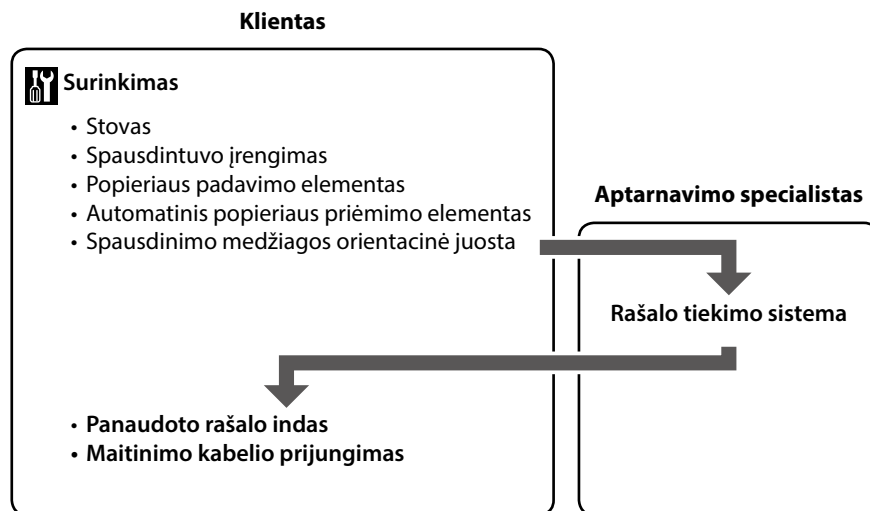 Klientas
Surinkimas
• Stovas
• Spausdintuvo įrengimas
• Popieriaus padavimo elementas
• Automatinis popieriaus priėmimo elementas
• Spausdinimo medžiagos orientacinė juosta
Aptarnavimo specialistas
Rašalo tiekimo sistema
• Panaudoto rašalo indas
• Maitinimo kabelio prijungimas